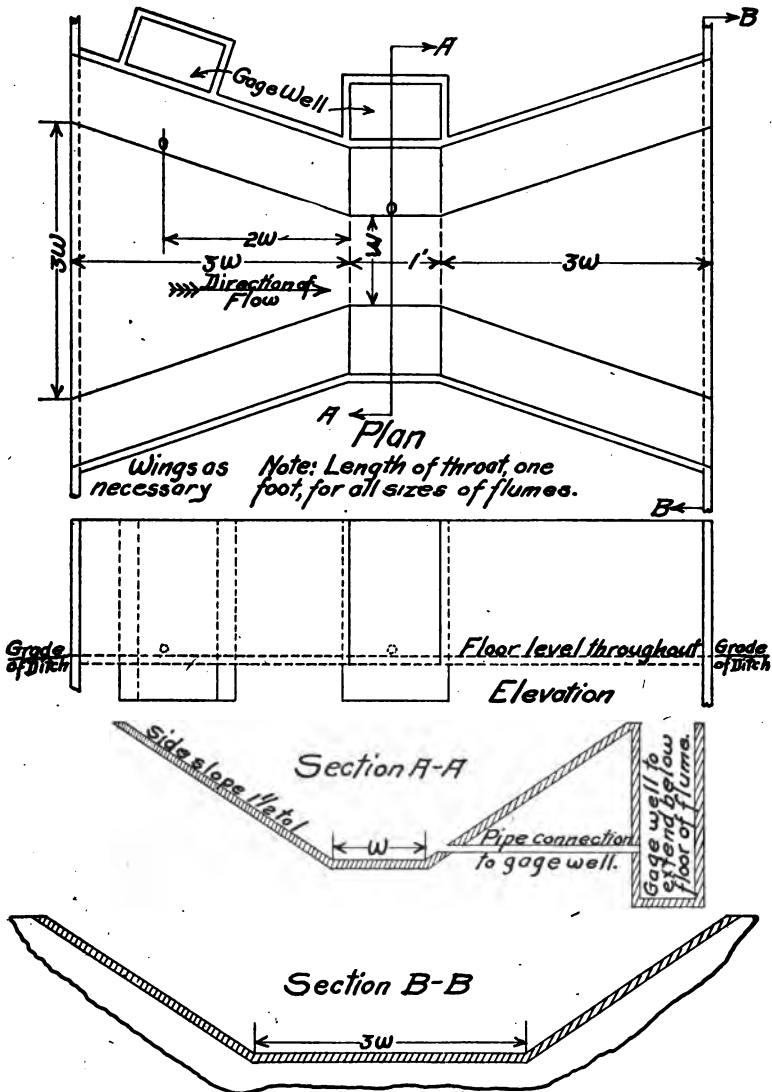 B
A
Gage Well
2W
W
3W
3W
1'
3W
Direction of
Flow
A
Plan
Wings as
necessary
Note: Length of throat, one
foot, for all sizes of flumes.
B
Grade
of Ditch
Floor level throughout
Grade
of Ditch
Elevation
Side slope 1½ to 1
Section A-A
W
Pipe connection
to gage well.
Gage well to
extend below
floor of flume.
Section B-B
3W